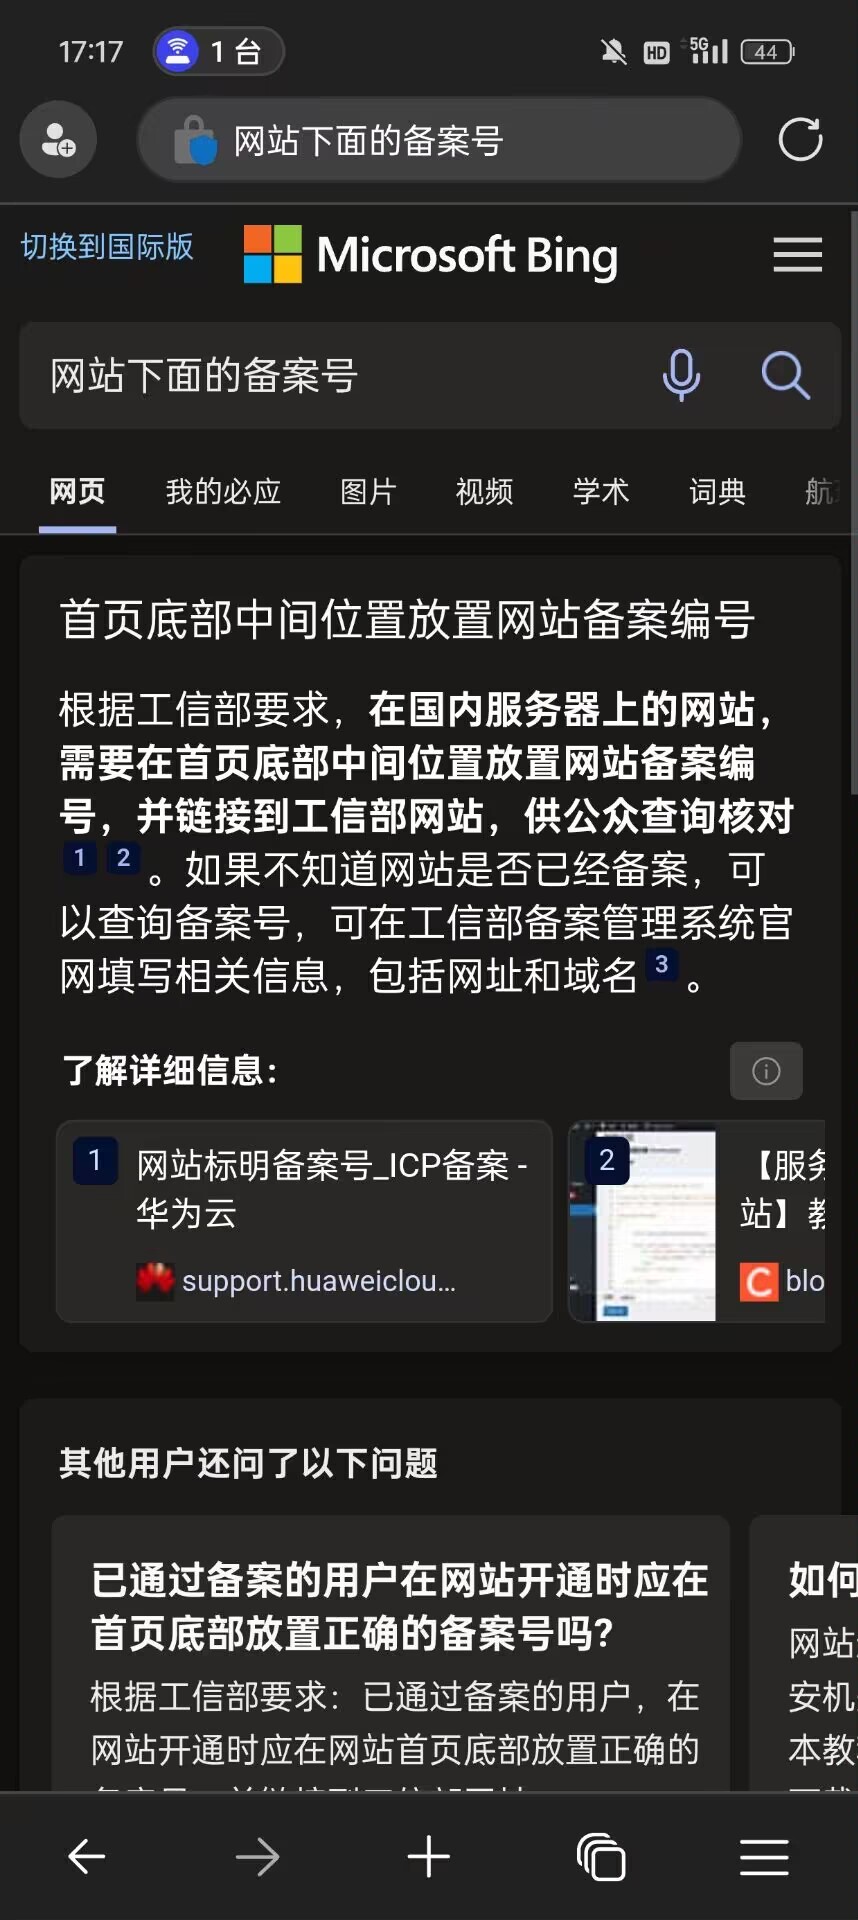 17:17
1 台
HD
5G
44
网站下面的备案号
切换到国际版
Microsoft Bing
网站下面的备案号
网页 我的必应 图片 视频 学术 词典 航
首页底部中间位置放置网站备案编号
根据工信部要求，在国内服务器上的网站，
需要在首页底部中间位置放置网站备案编
号，并链接到工信部网站，供公众查询核对
1 2 。如果不知道网站是否已经备案，可
以查询备案号，可在工信部备案管理系统官
网填写相关信息，包括网址和域名 3 。
了解详细信息：
1 网站标明备案号_ICP备案 -
华为云
support.huaweiclou...
2 【服务
站】教
blo
其他用户还问了以下问题
已通过备案的用户在网站开通时应在
首页底部放置正确的备案号吗？
根据工信部要求：已通过备案的用户，在
网站开通时应在网站首页底部放置正确的
如何
网站
安机
本教